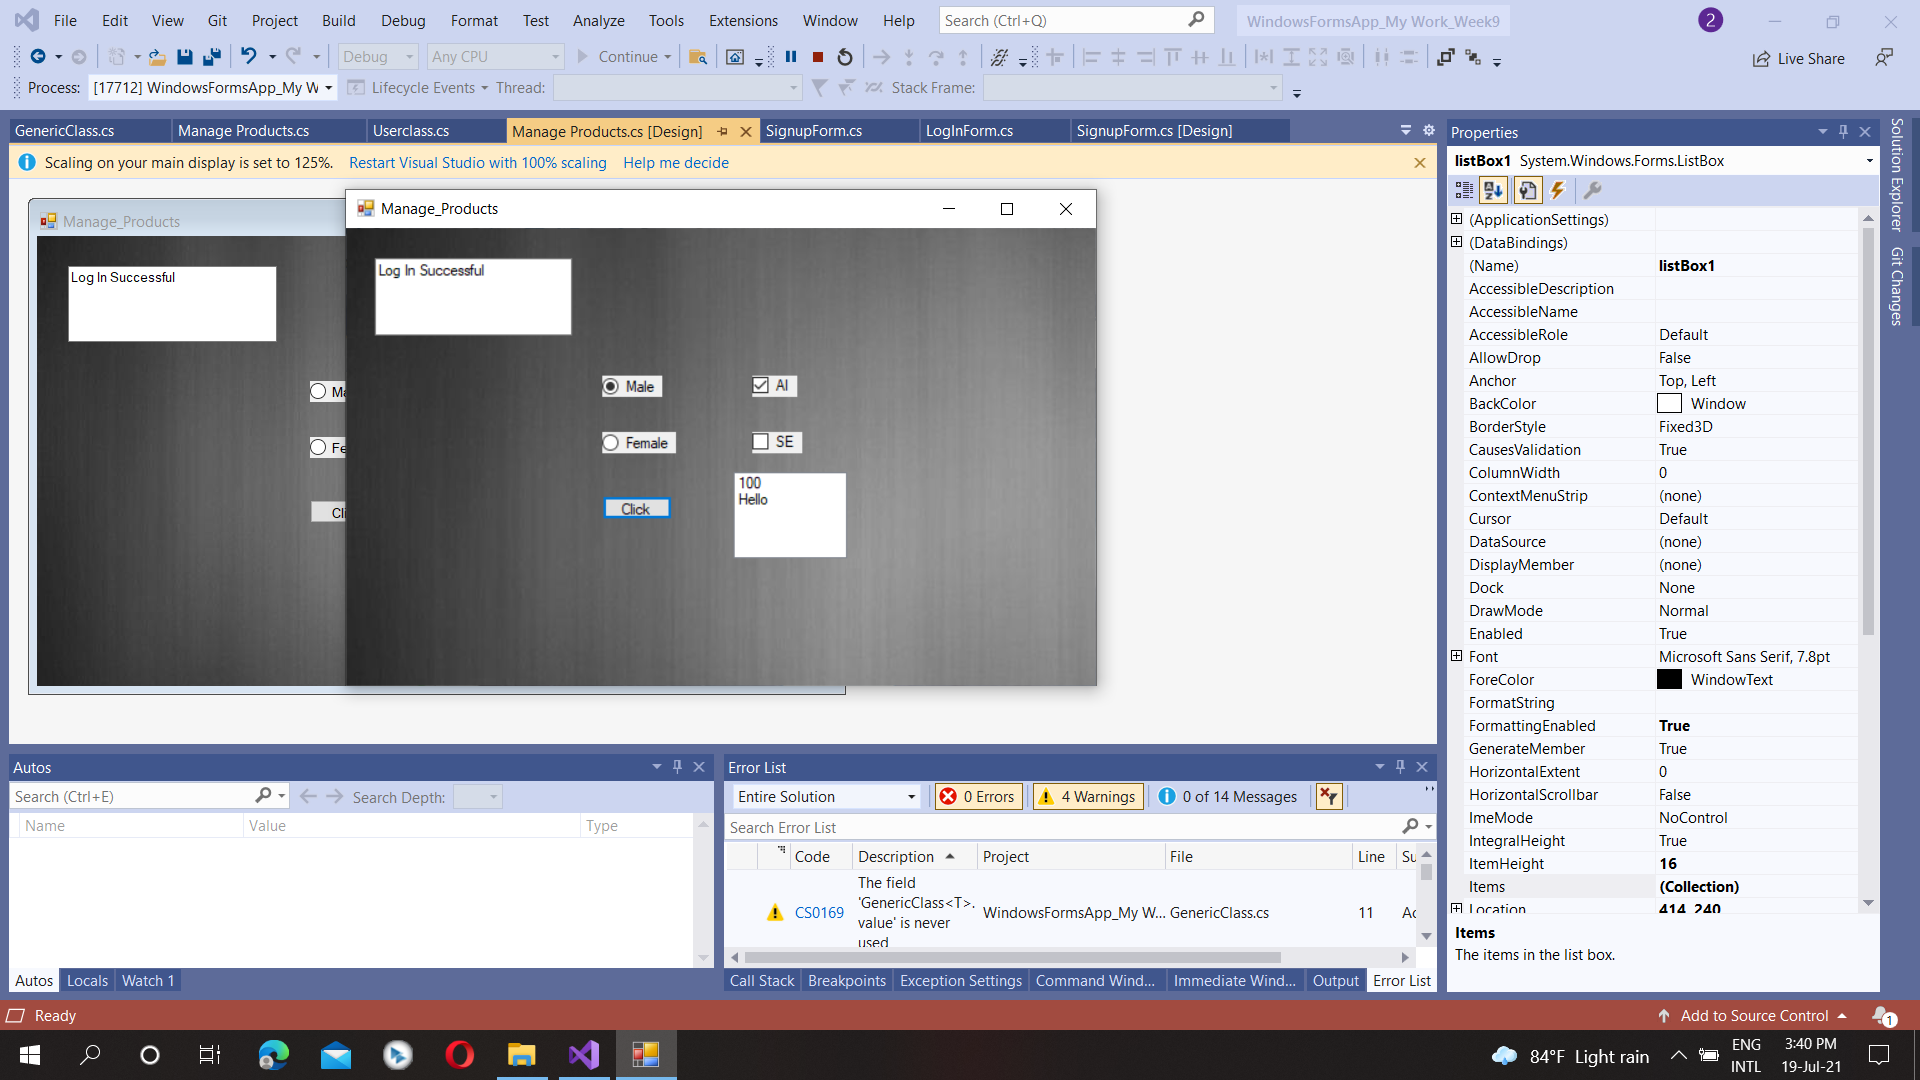 File Edit View Git Project Build Debug Format Test Analyze Tools Extensions Window Help Search (Ctrl+Q) WindowsFormsApp_My Work_Week9 2
Debug Any CPU Continue Live Share
Process: [17712] WindowsFormsApp_My W Lifecycle Events Thread: Stack Frame:
GenericClass.cs Manage Products.cs Userclass.cs Manage Products.cs [Design] SignupForm.cs LogInForm.cs SignupForm.cs [Design]
Scaling on your main display is set to 125%. Restart Visual Studio with 100% scaling Help me decide
Manage_Products
Log In Successful
Ma
Fe
Cli
Manage_Products
Log In Successful
Male AI
Female SE
Click
100
Hello
Properties
listBox1 System.Windows.Forms.ListBox
(ApplicationSettings)
(DataBindings)
(Name) listBox1
AccessibleDescription
AccessibleName
AccessibleRole Default
AllowDrop False
Anchor Top, Left
BackColor Window
BorderStyle Fixed3D
CausesValidation True
ColumnWidth 0
ContextMenuStrip (none)
Cursor Default
DataSource (none)
DisplayMember (none)
Dock None
DrawMode Normal
Enabled True
Font Microsoft Sans Serif, 7.8pt
ForeColor WindowText
FormatString
FormattingEnabled True
GenerateMember True
HorizontalExtent 0
HorizontalScrollbar False
ImeMode NoControl
IntegralHeight True
ItemHeight 16
Items (Collection)
Location 414, 240
Items
The items in the list box.
Solution Explorer
Git Changes
Autos
Search (Ctrl+E) Search Depth:
Name Value Type
Autos Locals Watch 1
Error List
Entire Solution 0 Errors 4 Warnings 0 of 14 Messages
Search Error List
Code Description Project File Line Su
CS0169 The field 'GenericClass<T>. value' is never used WindowsFormsApp_My W... GenericClass.cs 11 Ac
Call Stack Breakpoints Exception Settings Command Wind... Immediate Wind... Output Error List
Ready Add to Source Control 1
84°F Light rain ENG INTL 3:40 PM 19-Jul-21